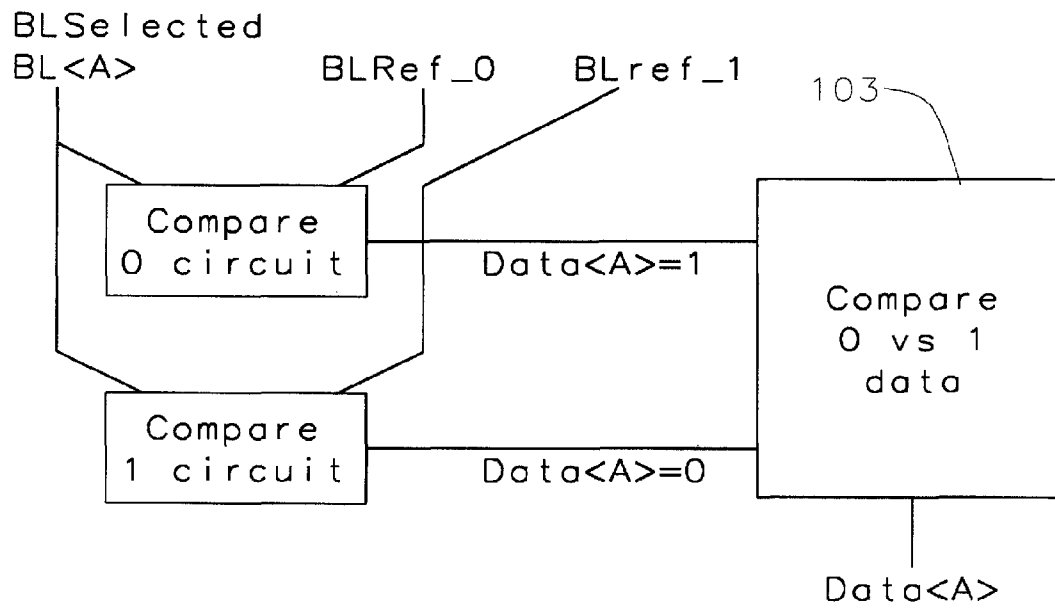 BLSelected
BL<A>
BLRef_0
BLref_1
103
Compare
0 circuit
Data<A>=1
Compare
0 vs 1
data
Compare
1 circuit
Data<A>=0
Data<A>